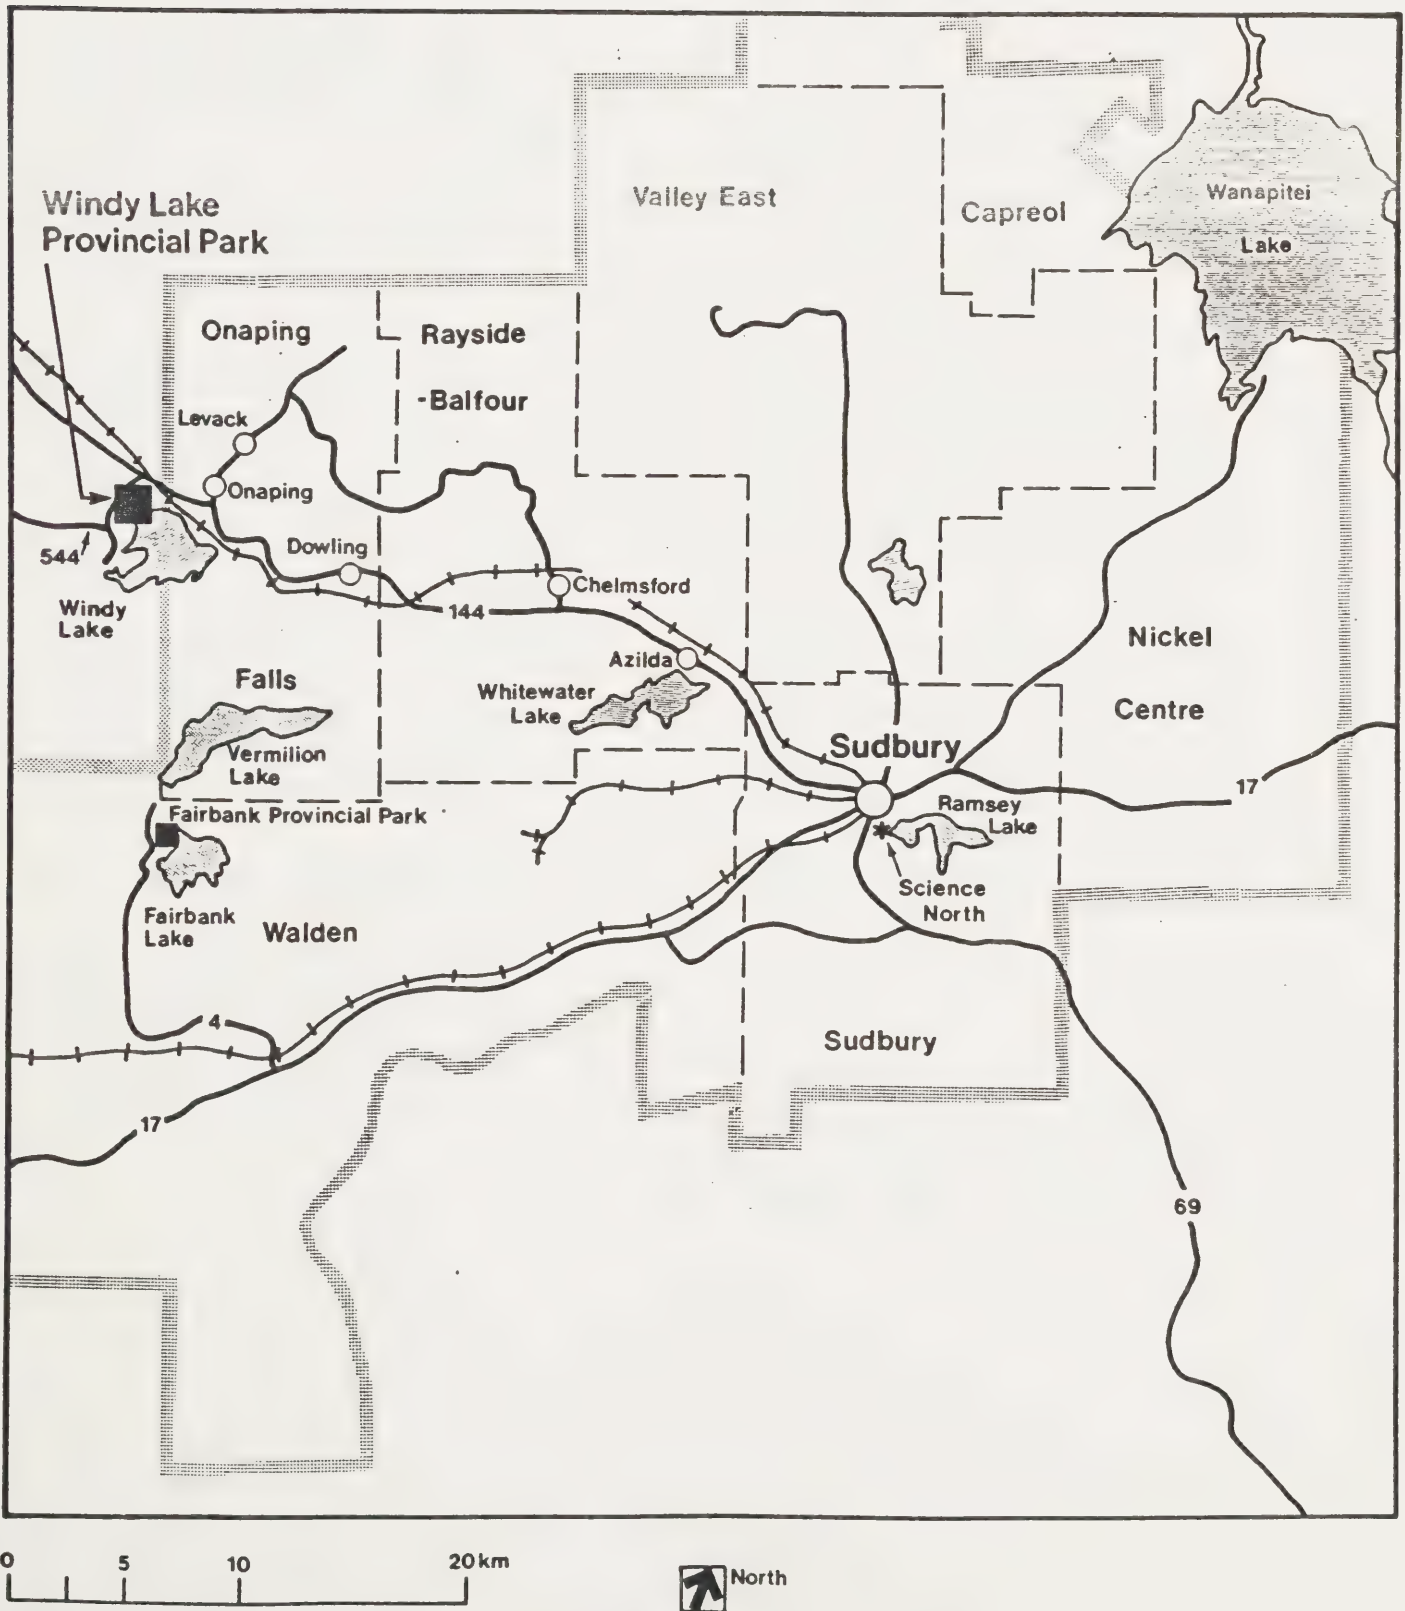 Windy Lake
Provincial Park
Valley East
Capreol
Wanapitei
Lake
Onaping
Rayside
-Balfour
Levack
Onaping
Dowling
544
Chelmsford
144
Windy
Lake
Azilda
Nickel
Falls
Whitewater
Lake
Centre
Vermilion
Lake
Sudbury
17
Ramsey
Lake
Fairbank Provincial Park
Science
North
Fairbank
Lake
Walden
4
Sudbury
17
69
0 5 10 20 km
North